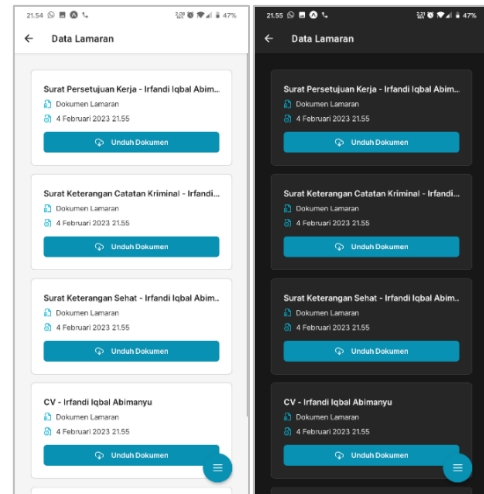 21.54
47%
Data Lamaran
Surat Persetujuan Kerja - Irfandi Iqbal Abim...
Dokumen Lamaran
4 Februari 2023 21.55
Unduh Dokumen
Surat Keterangan Catatan Kriminal - Irfandi...
Dokumen Lamaran
4 Februari 2023 21.55
Unduh Dokumen
Surat Keterangan Sehat - Irfandi Iqbal Abim...
Dokumen Lamaran
4 Februari 2023 21.55
Unduh Dokumen
CV - Irfandi Iqbal Abimanyu
Dokumen Lamaran
4 Februari 2023 21.55
Unduh Dokumen
21.55
47%
Data Lamaran
Surat Persetujuan Kerja - Irfandi Iqbal Abim...
Dokumen Lamaran
4 Februari 2023 21.55
Unduh Dokumen
Surat Keterangan Catatan Kriminal - Irfandi...
Dokumen Lamaran
4 Februari 2023 21.55
Unduh Dokumen
Surat Keterangan Sehat - Irfandi Iqbal Abim...
Dokumen Lamaran
4 Februari 2023 21.55
Unduh Dokumen
CV - Irfandi Iqbal Abimanyu
Dokumen Lamaran
4 Februari 2023 21.55
Unduh Dokumen